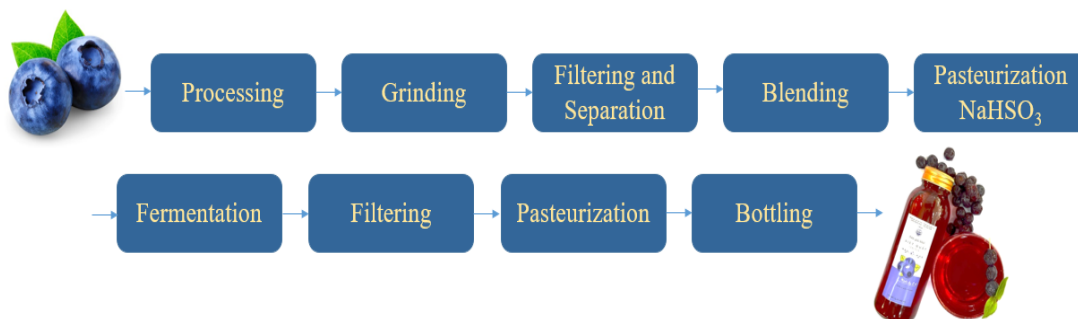 Processing
Grinding
Filtering and
Separation
Blending
Pasteurization
NaHSO₃
Fermentation
Filtering
Pasteurization
Bottling